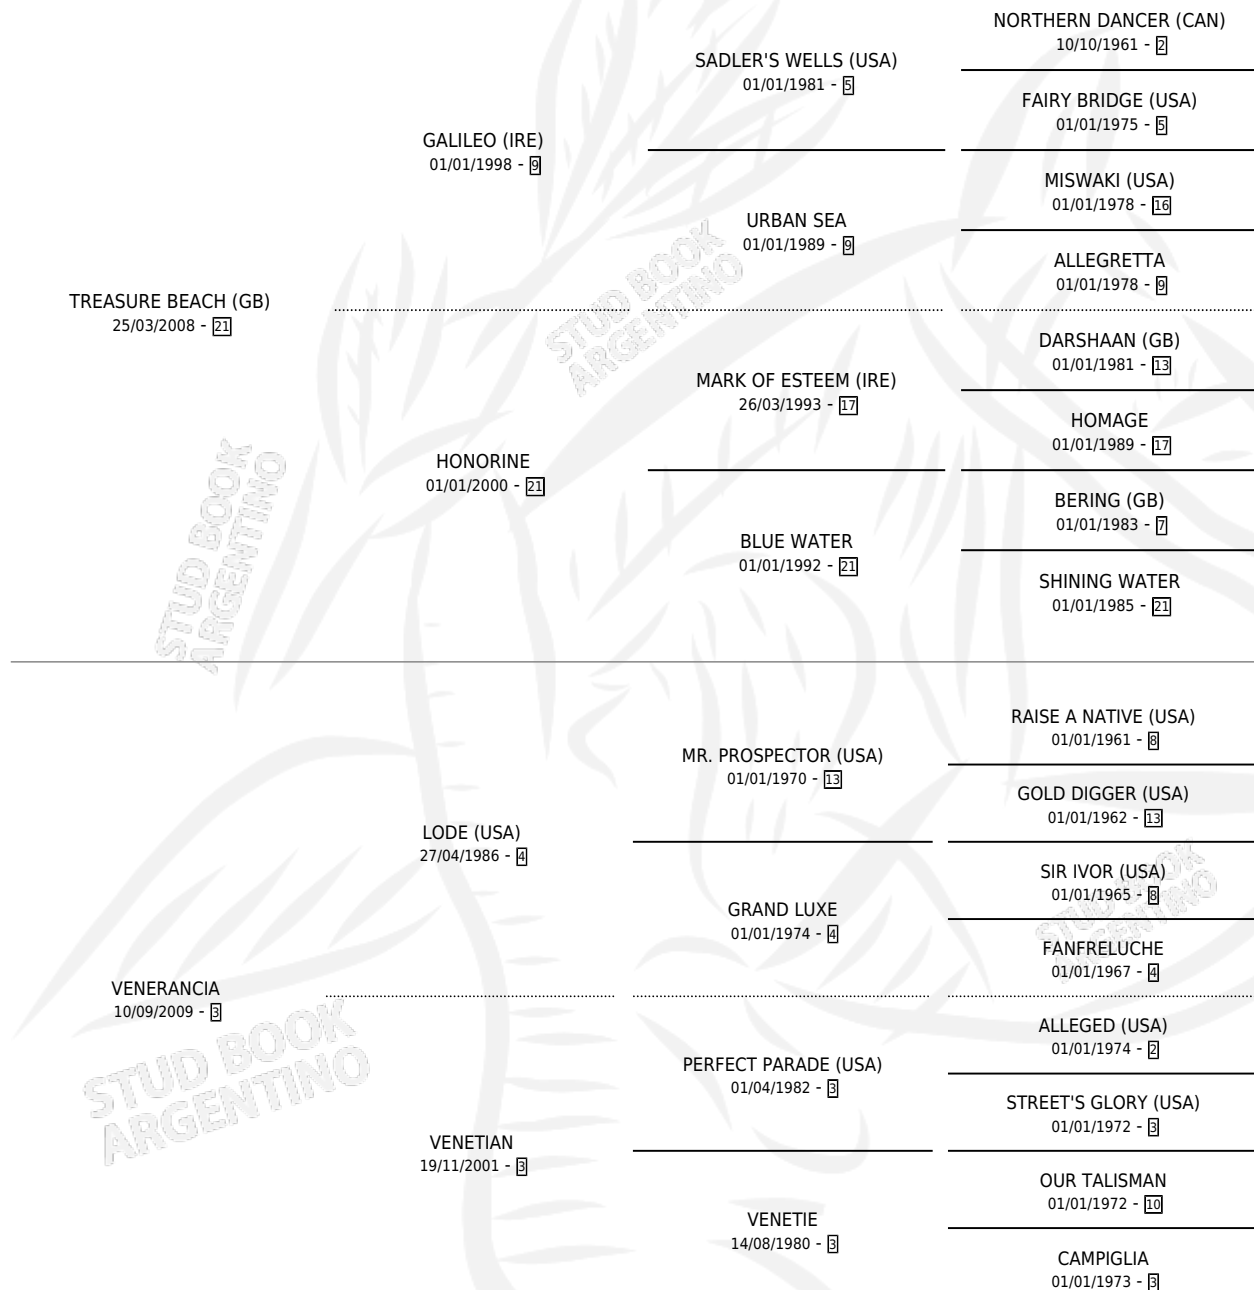 NORTHERN DANCER (CAN)
10/10/1961 - 2
SADLER'S WELLS (USA)
01/01/1981 - 5
FAIRY BRIDGE (USA)
01/01/1975 - 5
GALILEO (IRE)
01/01/1998 - 9
MISWAKI (USA)
01/01/1978 - 16
URBAN SEA
01/01/1989 - 9
ALLEGRETTA
01/01/1978 - 9
TREASURE BEACH (GB)
25/03/2008 - 21
STUD BOOK
ARGENTINO
DARSHAAN (GB)
01/01/1981 - 13
MARK OF ESTEEM (IRE)
26/03/1993 - 17
HOMAGE
01/01/1989 - 17
HONORINE
01/01/2000 - 21
BERING (GB)
01/01/1983 - 7
BLUE WATER
01/01/1992 - 21
SHINING WATER
01/01/1985 - 21
STUD BOOK
ARGENTINO
RAISE A NATIVE (USA)
01/01/1961 - 8
MR. PROSPECTOR (USA)
01/01/1970 - 13
GOLD DIGGER (USA)
01/01/1962 - 13
LODE (USA)
27/04/1986 - 4
SIR IVOR (USA)
01/01/1965 - 8
STUD BOOK
ARGENTINO
GRAND LUXE
01/01/1974 - 4
FANFRELUCHE
01/01/1967 - 4
VENERANCIA
10/09/2009 - 3
STUD BOOK
ARGENTINO
ALLEGED (USA)
01/01/1974 - 2
PERFECT PARADE (USA)
01/04/1982 - 3
STREET'S GLORY (USA)
01/01/1972 - 3
VENETIAN
19/11/2001 - 3
OUR TALISMAN
01/01/1972 - 10
VENETIE
14/08/1980 - 3
CAMPIGLIA
01/01/1973 - 3